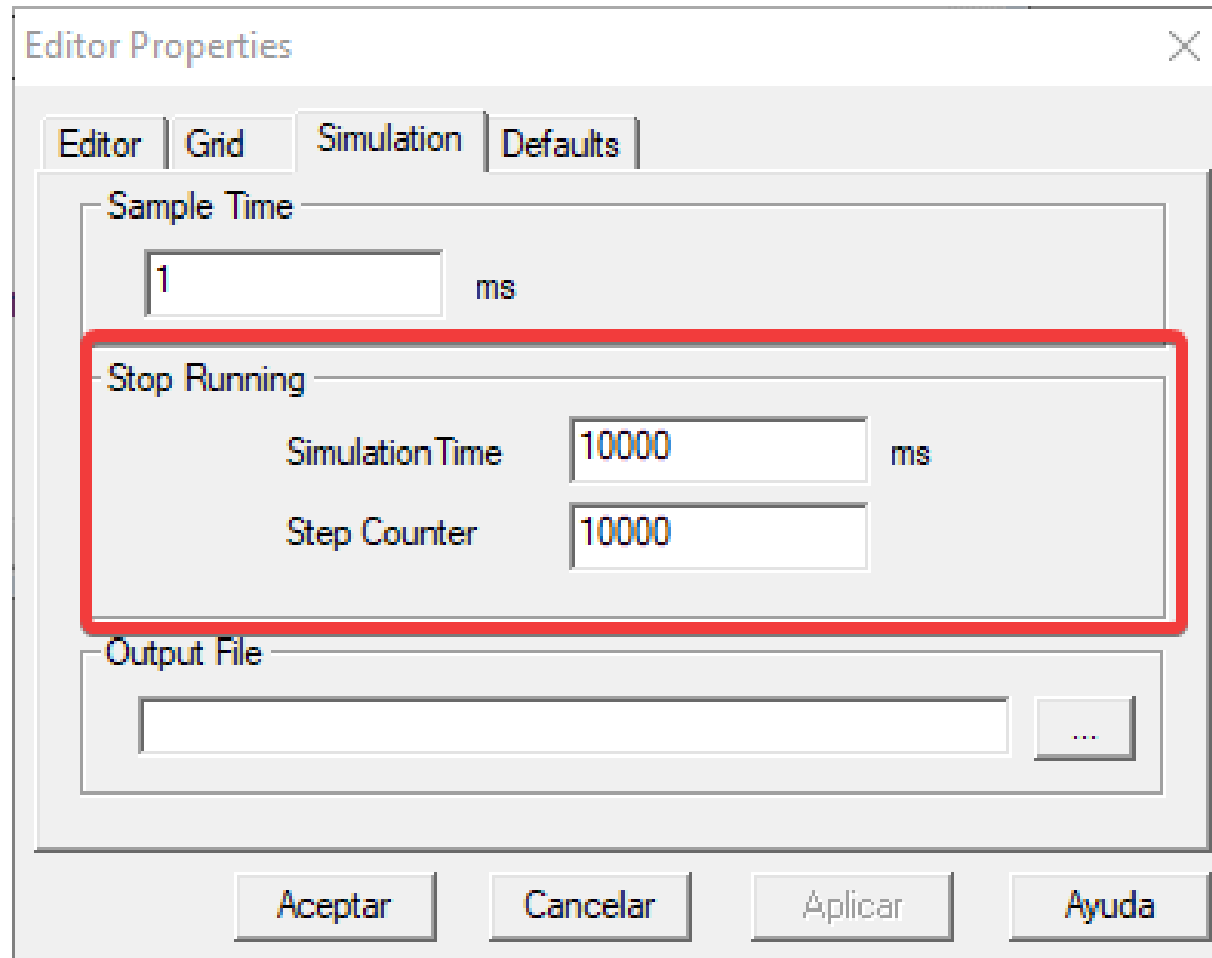 Editor Properties
Editor Grid Simulation Defaults
Sample Time
1 ms
Stop Running
Simulation Time 10000 ms
Step Counter 10000
Output File
...
Aceptar Cancelar Aplicar Ayuda